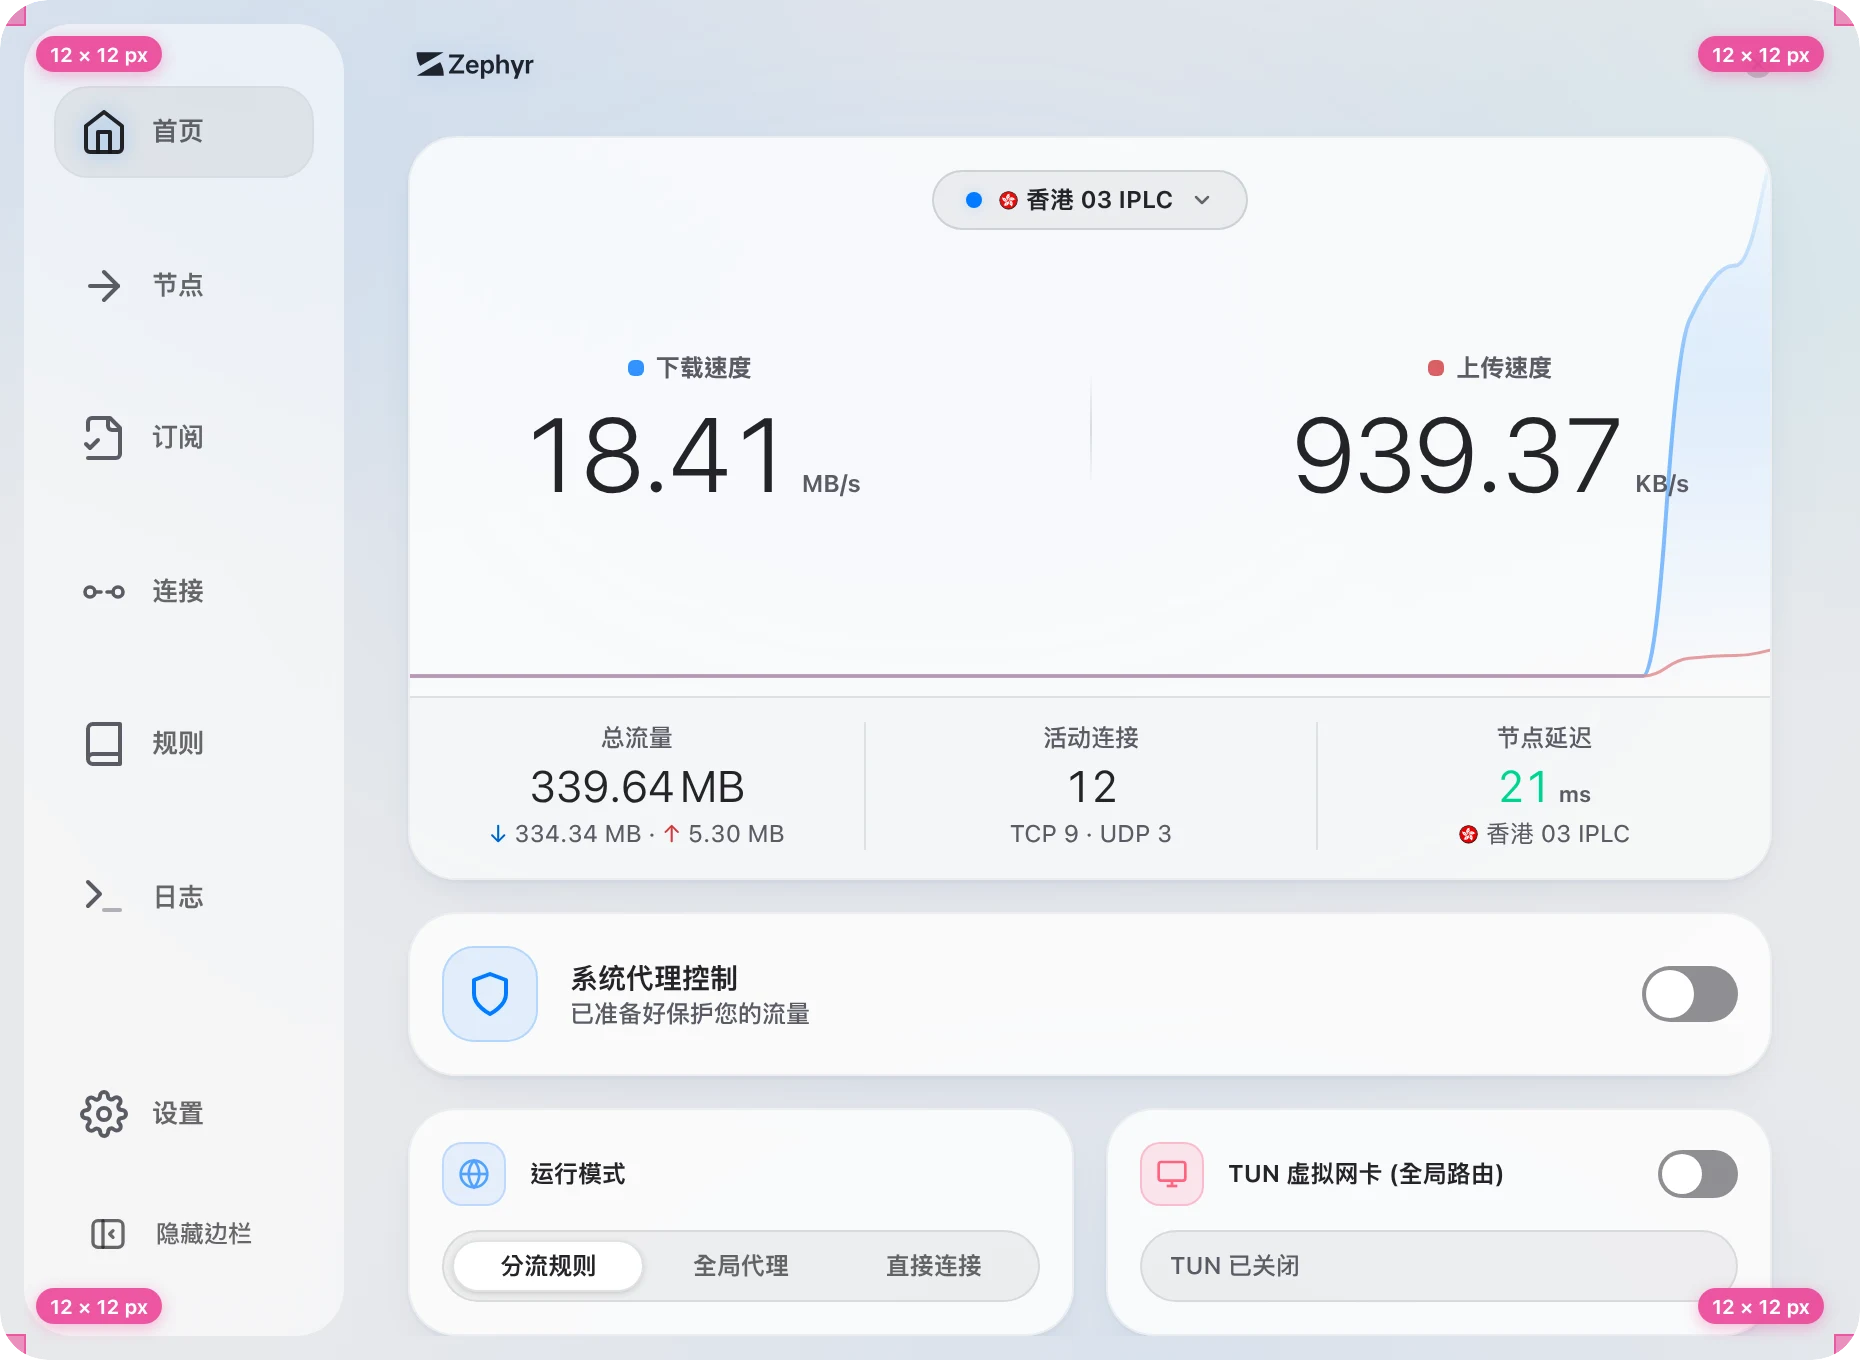 12 × 12 px
12 × 12 px
Zephyr
首页
节点
订阅
连接
规则
日志
设置
隐藏边栏
香港 03 IPLC
下载速度
18.41 MB/s
上传速度
939.37 KB/s
总流量
339.64 MB
↓ 334.34 MB · ↑ 5.30 MB
活动连接
12
TCP 9 · UDP 3
节点延迟
21 ms
香港 03 IPLC
系统代理控制
已准备好保护您的流量
运行模式
分流规则 全局代理 直接连接
TUN 虚拟网卡 (全局路由)
TUN 已关闭
12 × 12 px
12 × 12 px